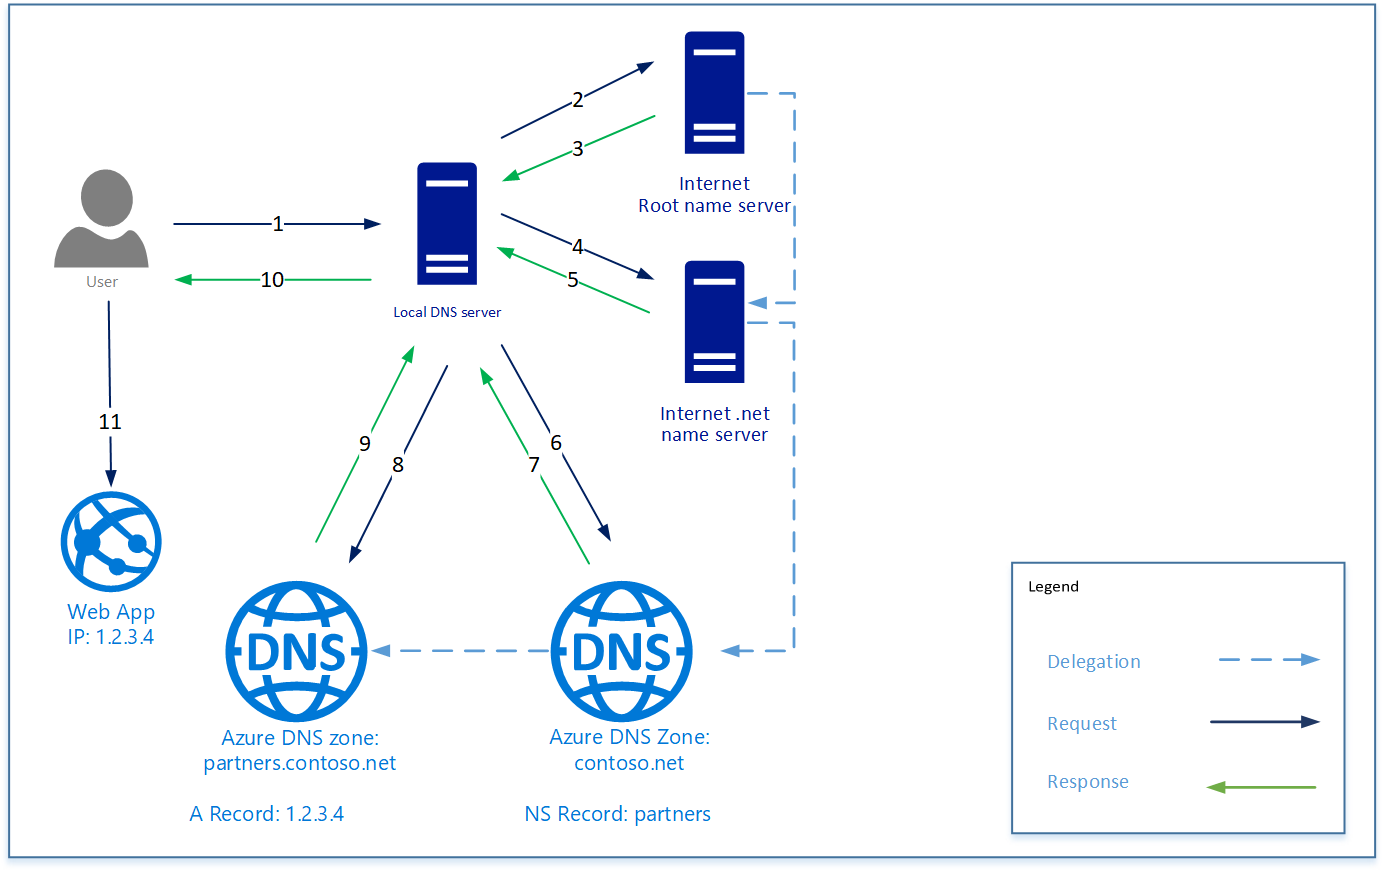 2
3
Internet
Root name server
1
4
5
10
User
Local DNS server
Internet .net
name server
11
9
8
6
7
Legend
Web App
IP: 1.2.3.4
DNS
DNS
Delegation
Request
Response
Azure DNS zone:
partners.contoso.net
A Record: 1.2.3.4
Azure DNS Zone:
contoso.net
NS Record: partners